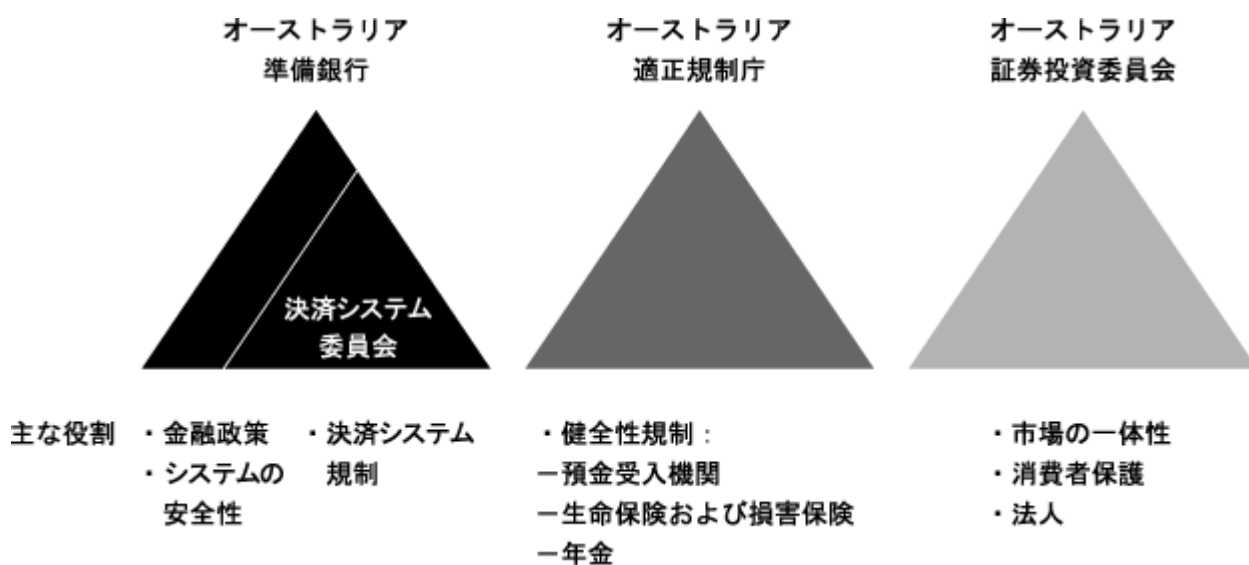 オーストラリア
準備銀行
オーストラリア
適正規制庁
オーストラリア
証券投資委員会
決済システム
委員会
主な役割
・金融政策
・システムの
安全性
・決済システム
規制
・健全性規制：
－預金受入機関
－生命保険および損害保険
－年金
・市場の一体性
・消費者保護
・法人